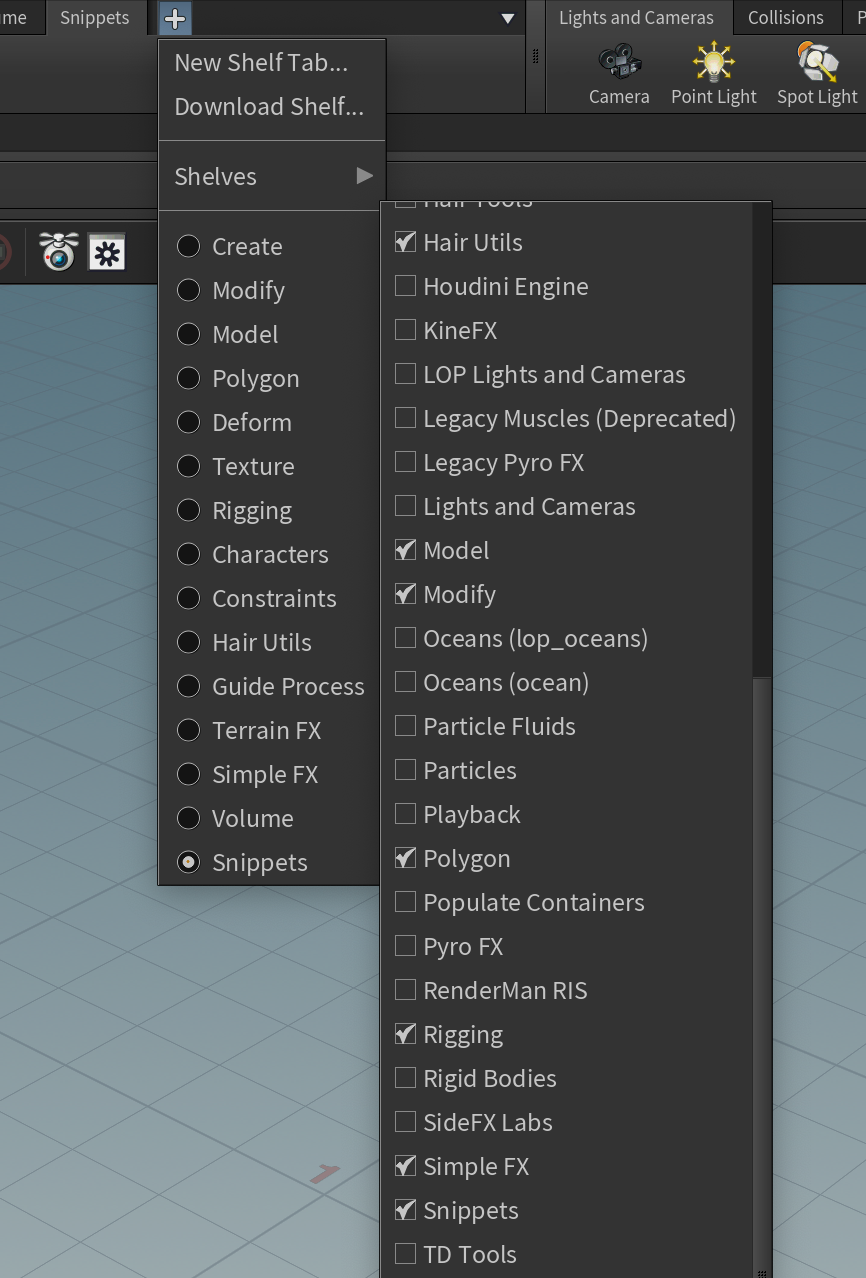 me
Snippets
Lights and Cameras
Collisions
P
Camera
Point Light
Spot Light
New Shelf Tab...
Download Shelf...
Shelves
Create
Modify
Model
Polygon
Deform
Texture
Rigging
Characters
Constraints
Hair Utils
Guide Process
Terrain FX
Simple FX
Volume
Snippets
Hair Tools
Hair Utils
Houdini Engine
KineFX
LOP Lights and Cameras
Legacy Muscles (Deprecated)
Legacy Pyro FX
Lights and Cameras
Model
Modify
Oceans (lop_oceans)
Oceans (ocean)
Particle Fluids
Particles
Playback
Polygon
Populate Containers
Pyro FX
RenderMan RIS
Rigging
Rigid Bodies
SideFX Labs
Simple FX
Snippets
TD Tools
1